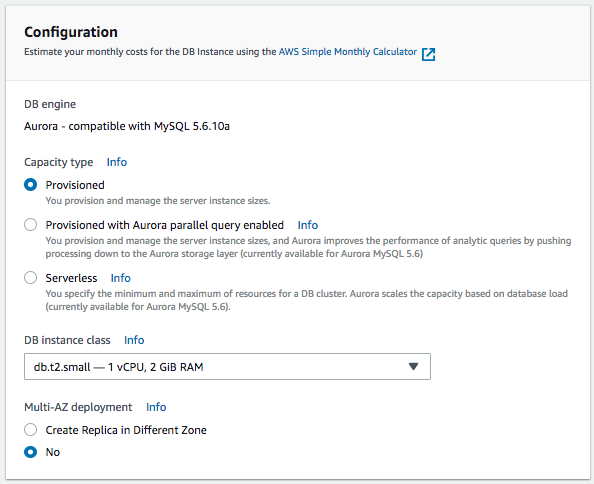 Configuration
Estimate your monthly costs for the DB Instance using the AWS Simple Monthly Calculator
DB engine
Aurora - compatible with MySQL 5.6.10a
Capacity type Info
Provisioned
You provision and manage the server instance sizes.
Provisioned with Aurora parallel query enabled Info
You provision and manage the server instance sizes, and Aurora improves the performance of analytic queries by pushing
processing down to the Aurora storage layer (currently available for Aurora MySQL 5.6)
Serverless Info
You specify the minimum and maximum of resources for a DB cluster. Aurora scales the capacity based on database load
(currently available for Aurora MySQL 5.6).
DB instance class Info
db.t2.small — 1 vCPU, 2 GiB RAM
Multi-AZ deployment Info
Create Replica in Different Zone
No